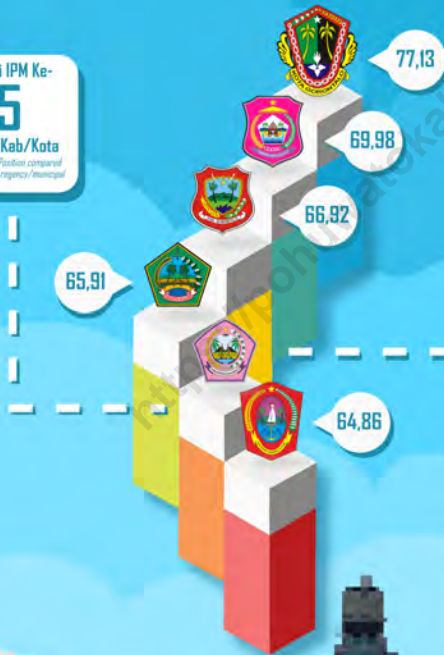 i IPM Ke-
5
Kab/Kota
Position compared
regency/municipal
77,13
69,98
66,92
65,91
64,86